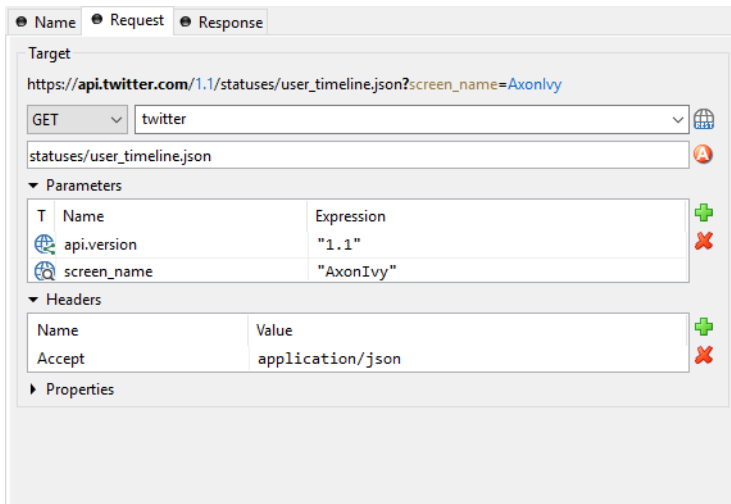 Name Request Response
Target
https://api.twitter.com/1.1/statuses/user_timeline.json?screen_name=AxonIvy
GET twitter
statuses/user_timeline.json
Parameters
T Name Expression
api.version "1.1"
screen_name "AxonIvy"
Headers
Name Value
Accept application/json
Properties